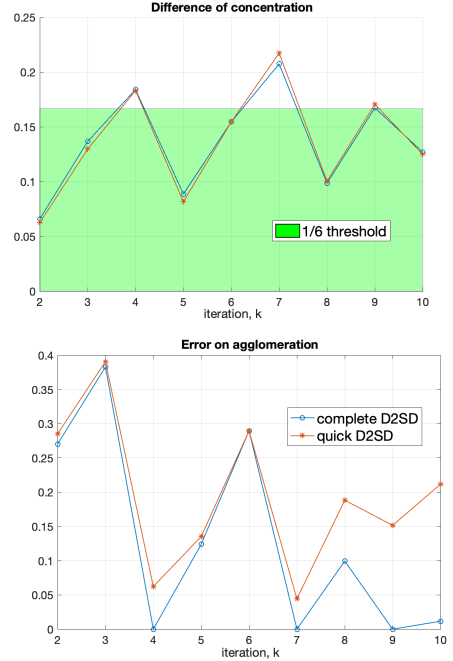 Difference of concentration
0.25
0.2
0.15
0.1
0.05
0
1/6 threshold
2 3 4 5 6 7 8 9 10
iteration, k
Error on agglomeration
0.4
0.35
0.3
0.25
0.2
0.15
0.1
0.05
0
complete D2SD
quick D2SD
2 3 4 5 6 7 8 9 10
iteration, k